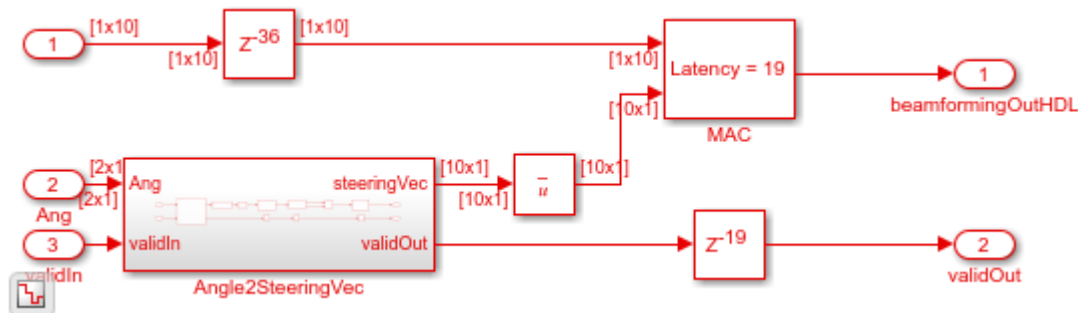 [1x10]
[1x10]
1
[1x10]
Z-36
[1x10]
Latency = 19
[10x1]
MAC
1
beamformingOutHDL
[2x1
2
[2x1]
Ang
Ang
steeringVec
[10x1]
[10x1]
u
[10x1]
3
validIn
validIn
validOut
Angle2SteeringVec
Z-19
2
validOut